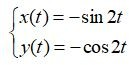 x(t) = −sin 2t
y(t) = −cos 2t